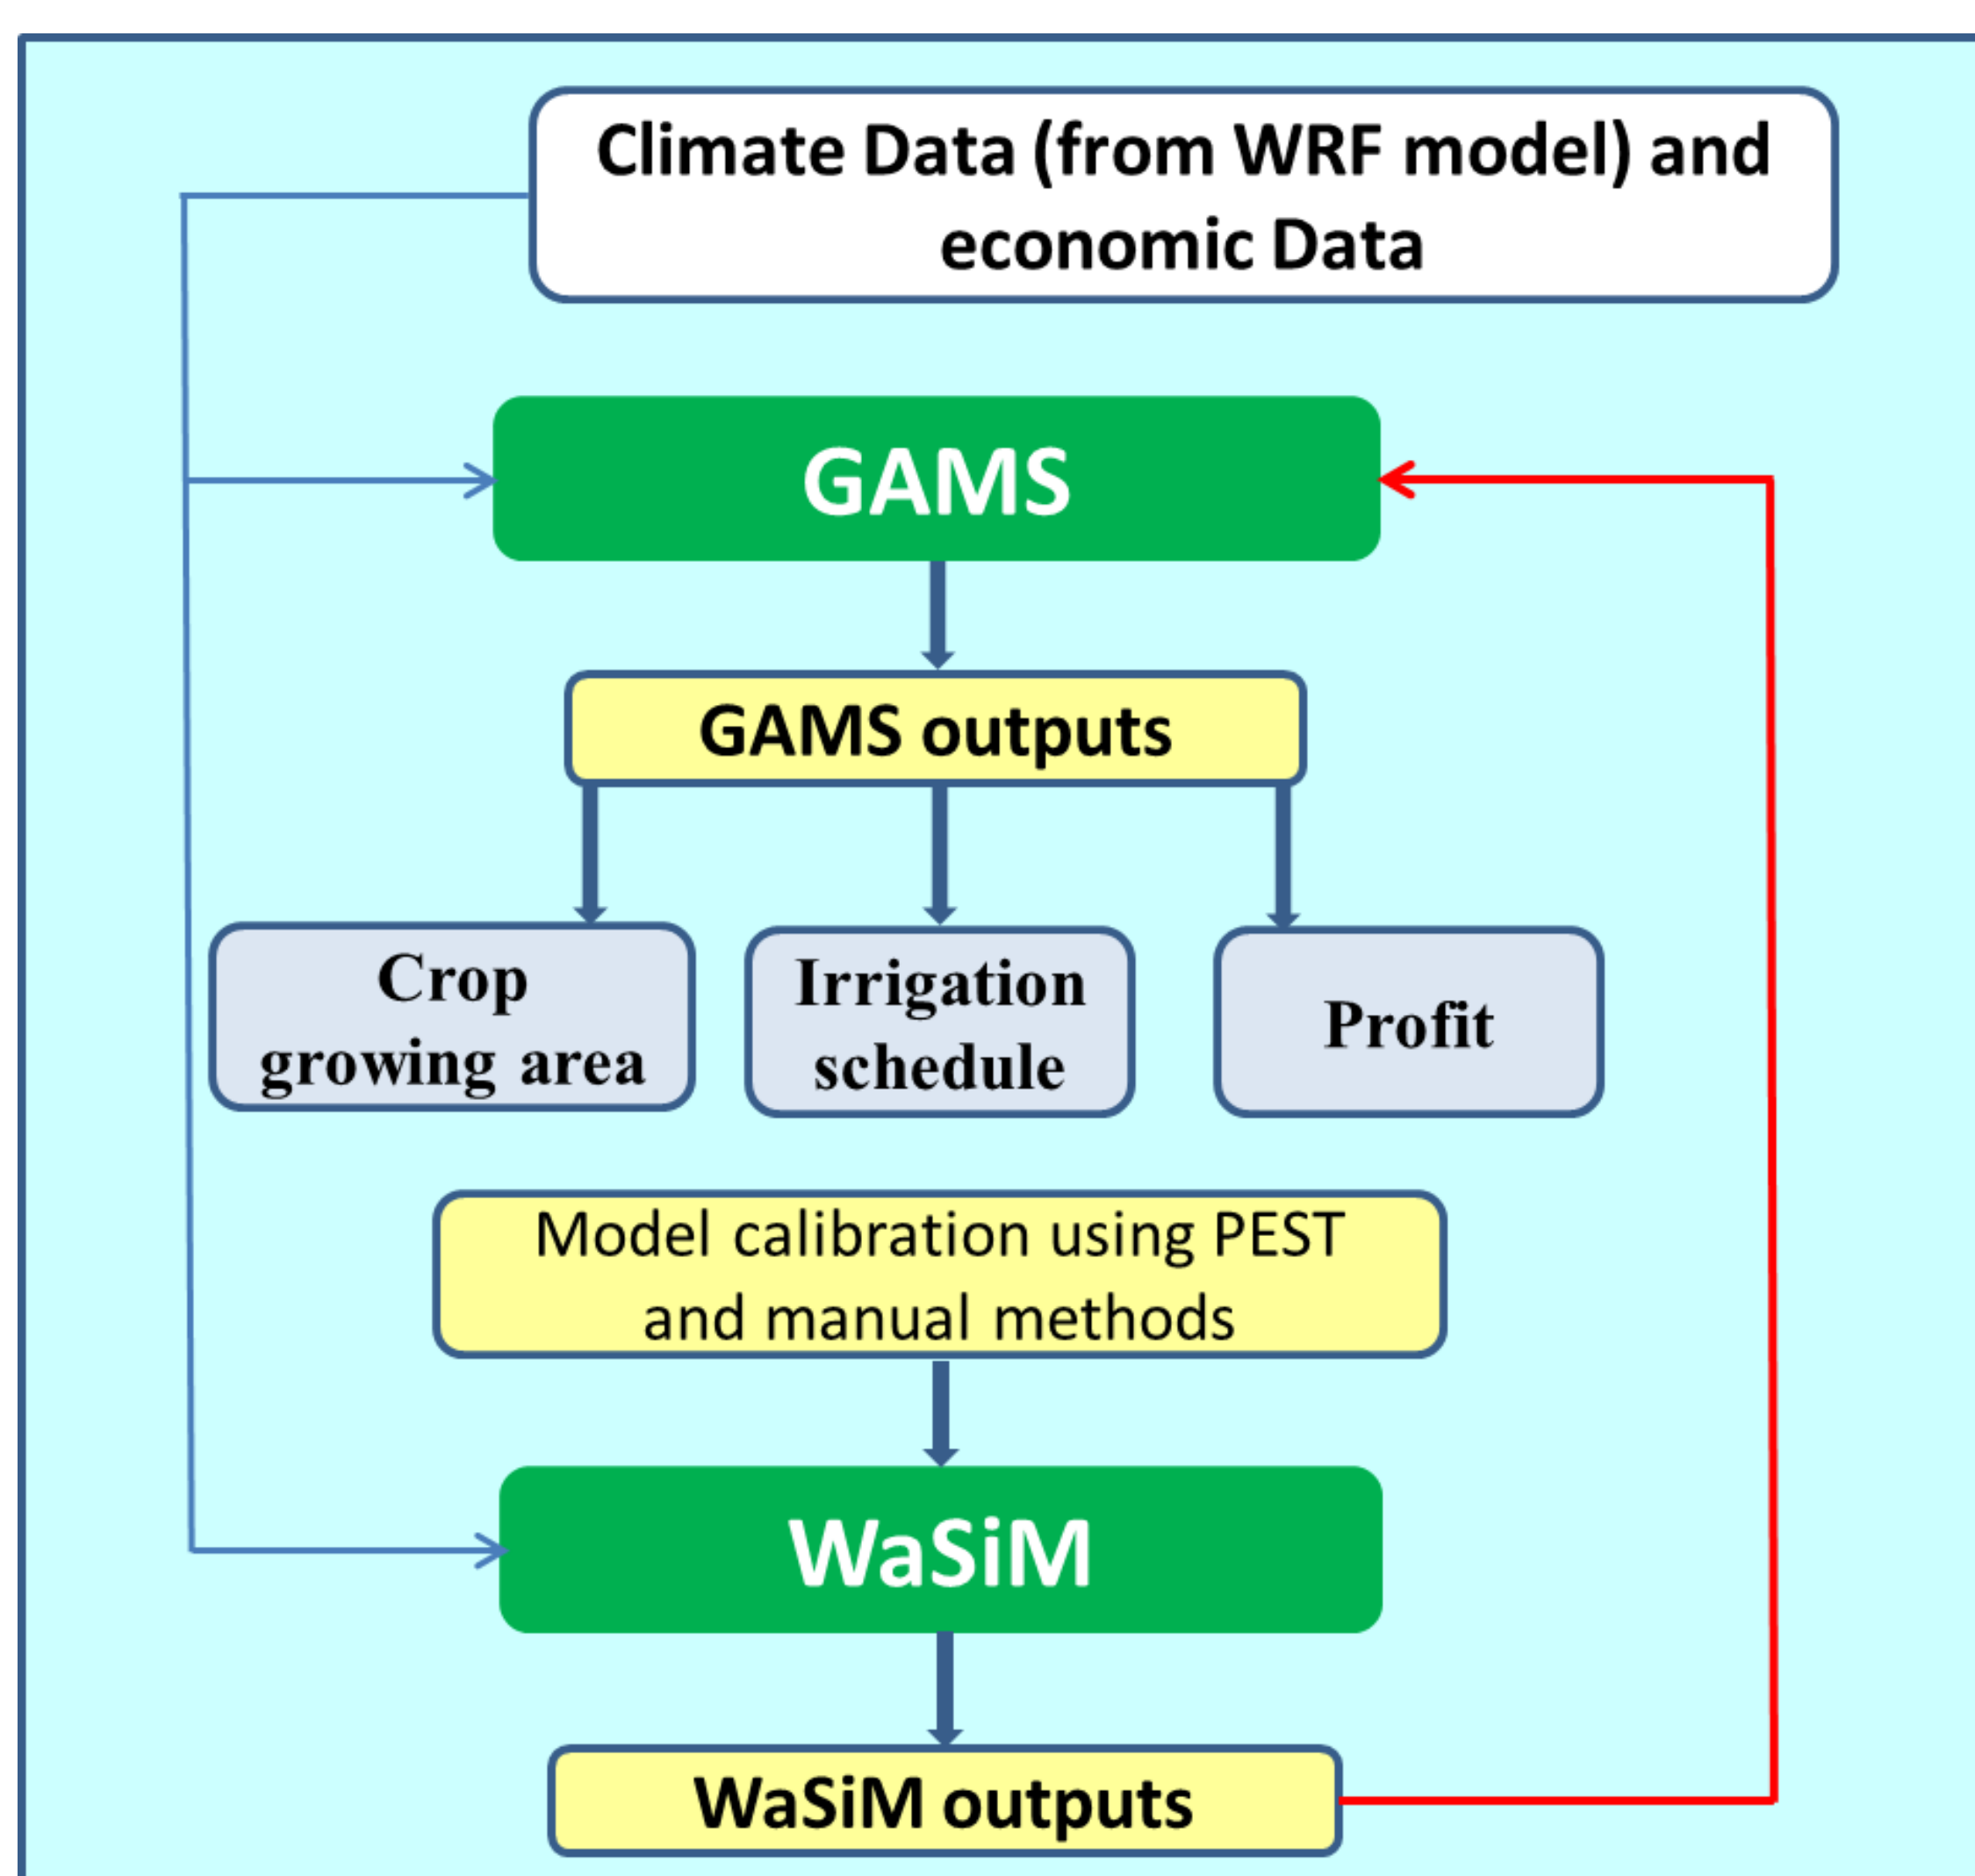 Climate Data (from WRF model) and
economic Data
GAMS
GAMS outputs
Crop
growing area
Irrigation
schedule
Profit
Model calibration using PEST
and manual methods
WaSiM
WaSiM outputs